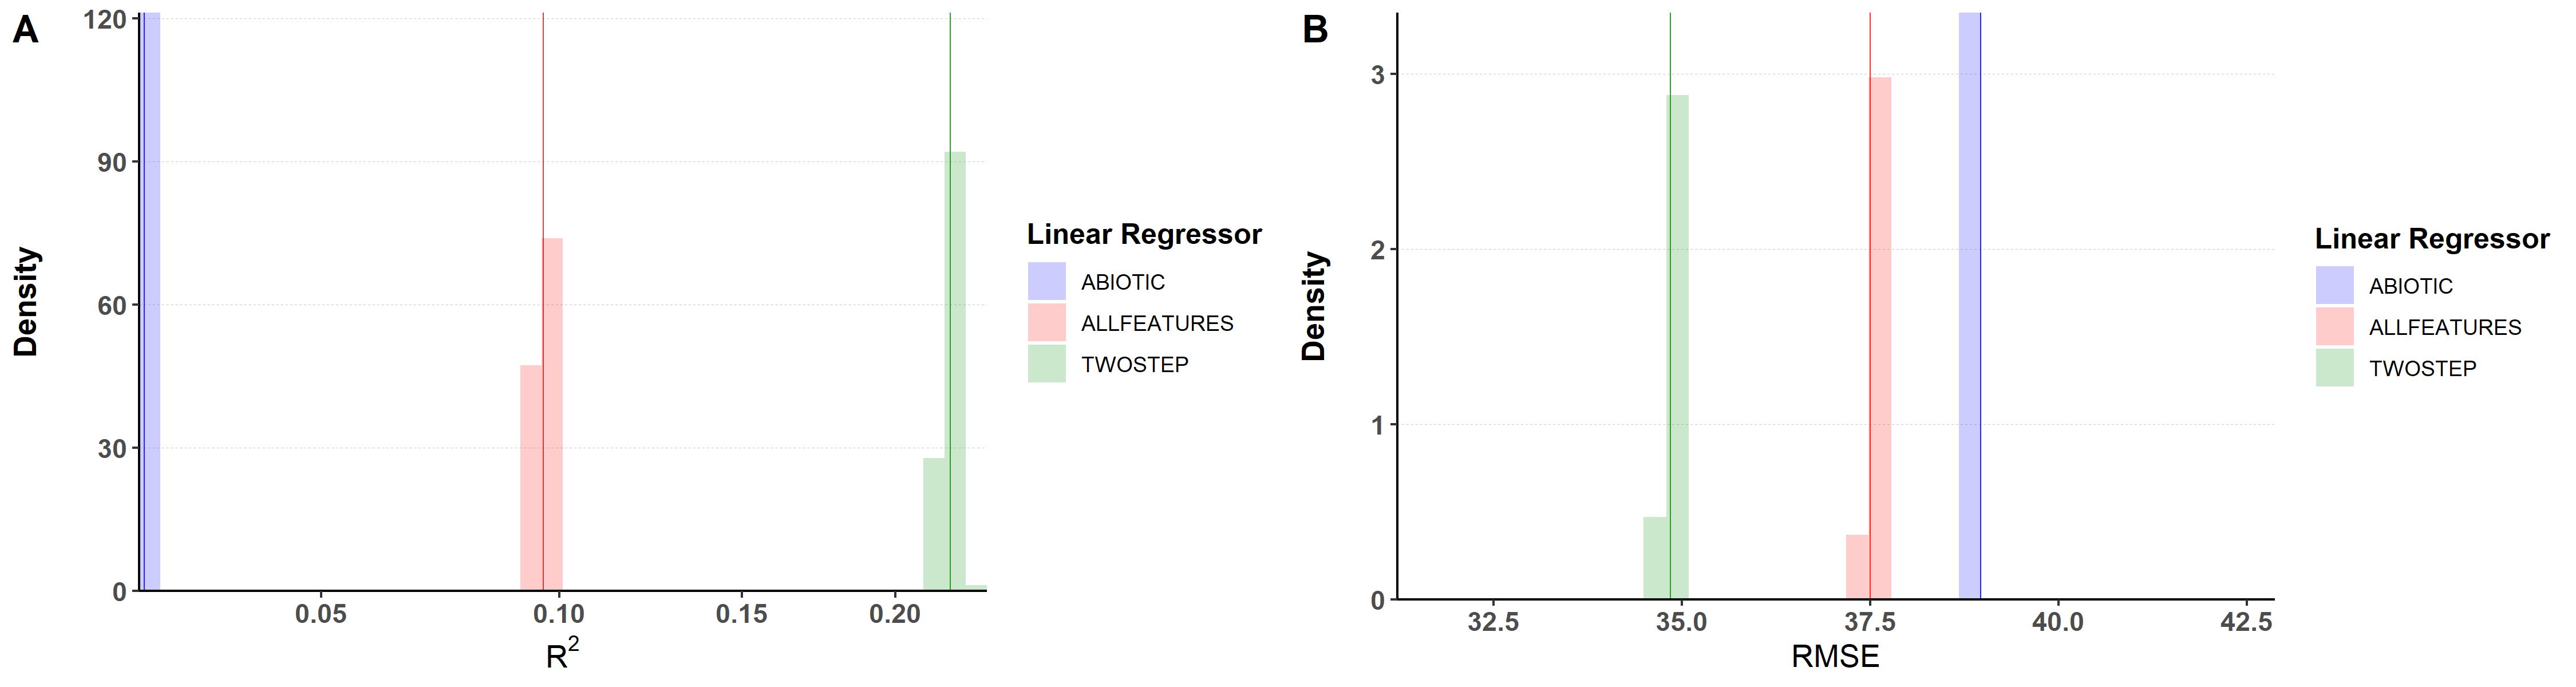 A
Density
120
90
60
30
0
0.05 0.10 0.15 0.20
R²
Linear Regressor
ABIOTIC
ALLFEATURES
TWOSTEP
B
Density
3
2
1
0
32.5 35.0 37.5 40.0 42.5
RMSE
Linear Regressor
ABIOTIC
ALLFEATURES
TWOSTEP